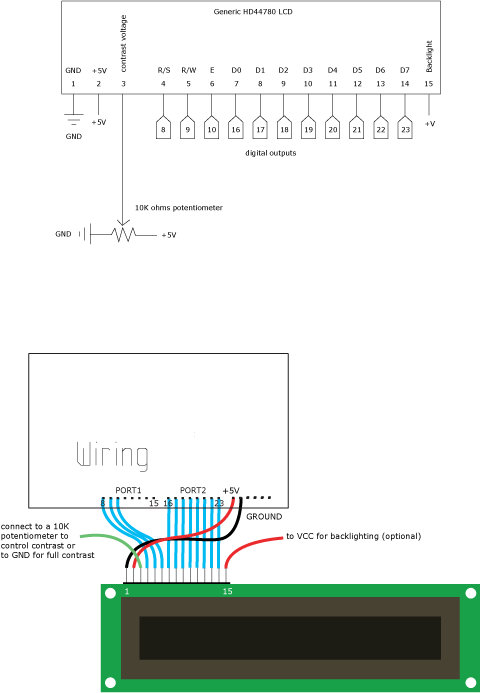 Generic HD44780 LCD
contrast voltage
Backlight
GND +5V R/S R/W E D0 D1 D2 D3 D4 D5 D6 D7
1 2 3 4 5 6 7 8 9 10 11 12 13 14 15
+5V 8 9 10 16 17 18 19 20 21 22 23 +V
GND
digital outputs
10K ohms potentiometer
GND +5V
Wiring
PORT1 PORT2 +5V
8 15 16 23
GROUND
connect to a 10K
potentiometer to
control contrast or
to GND for full contrast
to VCC for backlighting (optional)
1 15